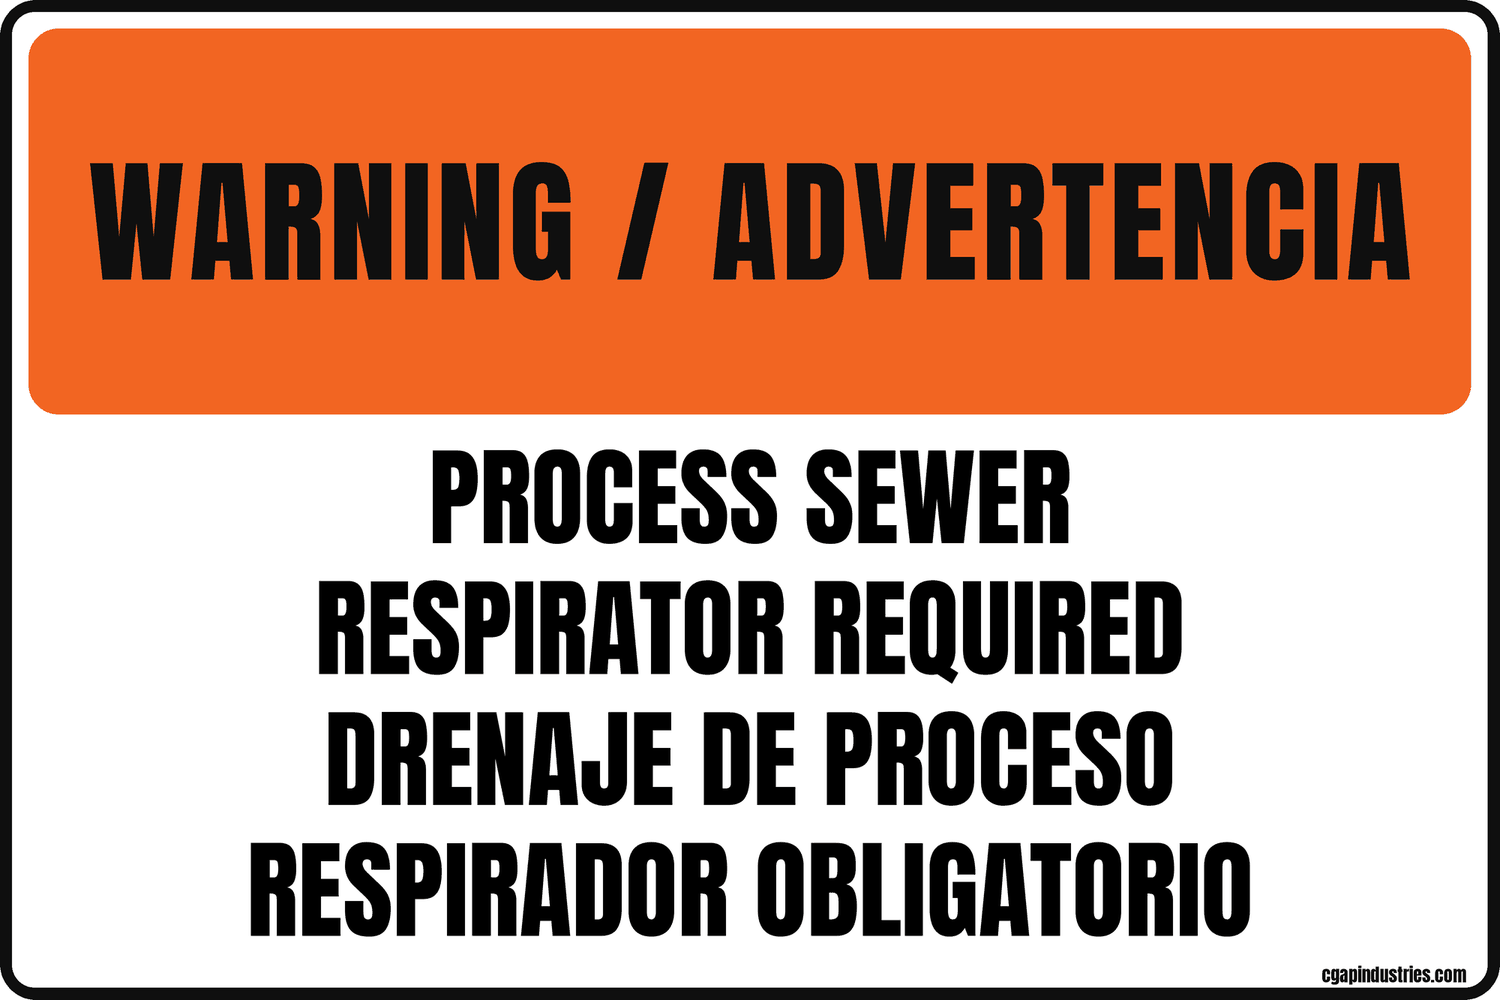 WARNING / ADVERTENCIA
PROCESS SEWER
RESPIRATOR REQUIRED
DRENAJE DE PROCESO
RESPIRADOR OBLIGATORIO
cgapindustries.com